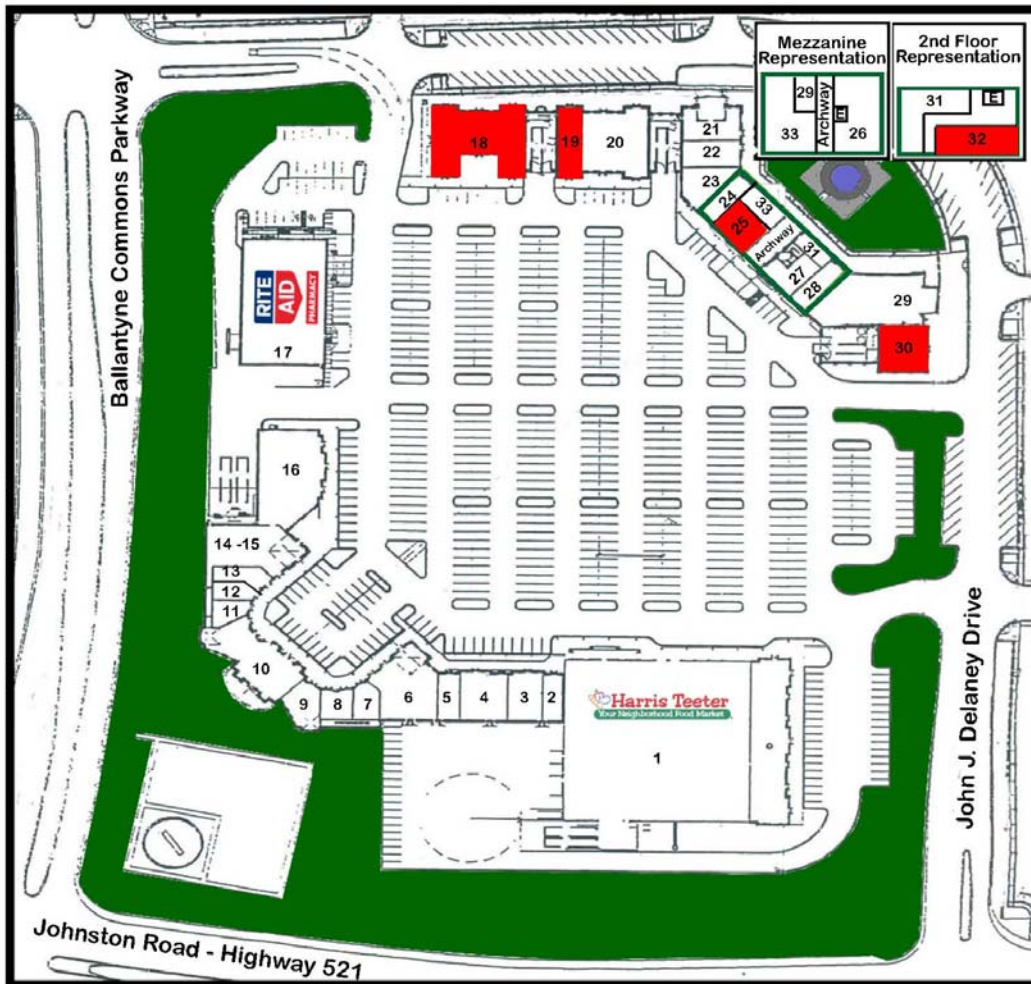 Mezzanine
Representation
29
Archway
33
26
2nd Floor
Representation
31
32
Ballantyne Commons Parkway
18
19
20
21
22
23
24
33
25
Archway
31
27
28
29
30
RITE
AID
PHARMACY
17
16
14 -15
13
12
11
10
9
8
7
6
5
4
3
2
Harris Teeter
Your Neighborhood Food Market
1
John J. Delaney Drive
Johnston Road - Highway 521